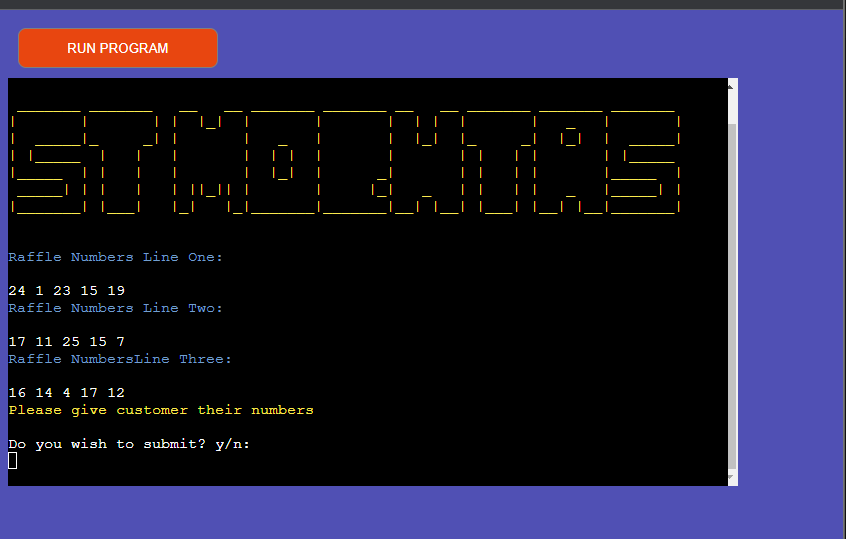 RUN PROGRAM
Raffle Numbers Line One:
24 1 23 15 19
Raffle Numbers Line Two:
17 11 25 15 7
Raffle NumbersLine Three:
16 14 4 17 12
Please give customer their numbers
Do you wish to submit? y/n: